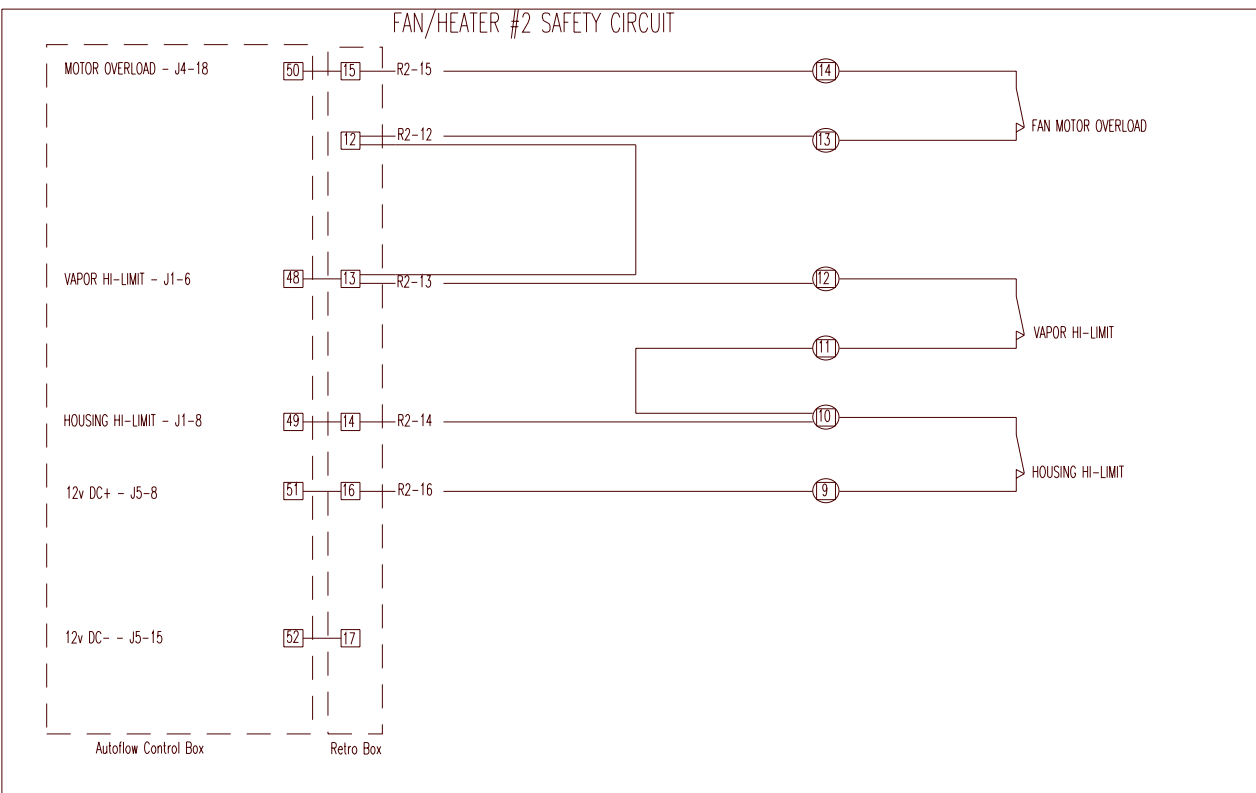 FAN/HEATER #2 SAFETY CIRCUIT
MOTOR OVERLOAD - J4-18 50 15 R2-15 14
12 R2-12 13 FAN MOTOR OVERLOAD
VAPOR HI-LIMIT - J1-6 48 13 R2-13 12
11 VAPOR HI-LIMIT
HOUSING HI-LIMIT - J1-8 49 14 R2-14 10
HOUSING HI-LIMIT
12v DC+ - J5-8 51 16 R2-16 9
12v DC- - J5-15 52 17
Autoflow Control Box Retro Box